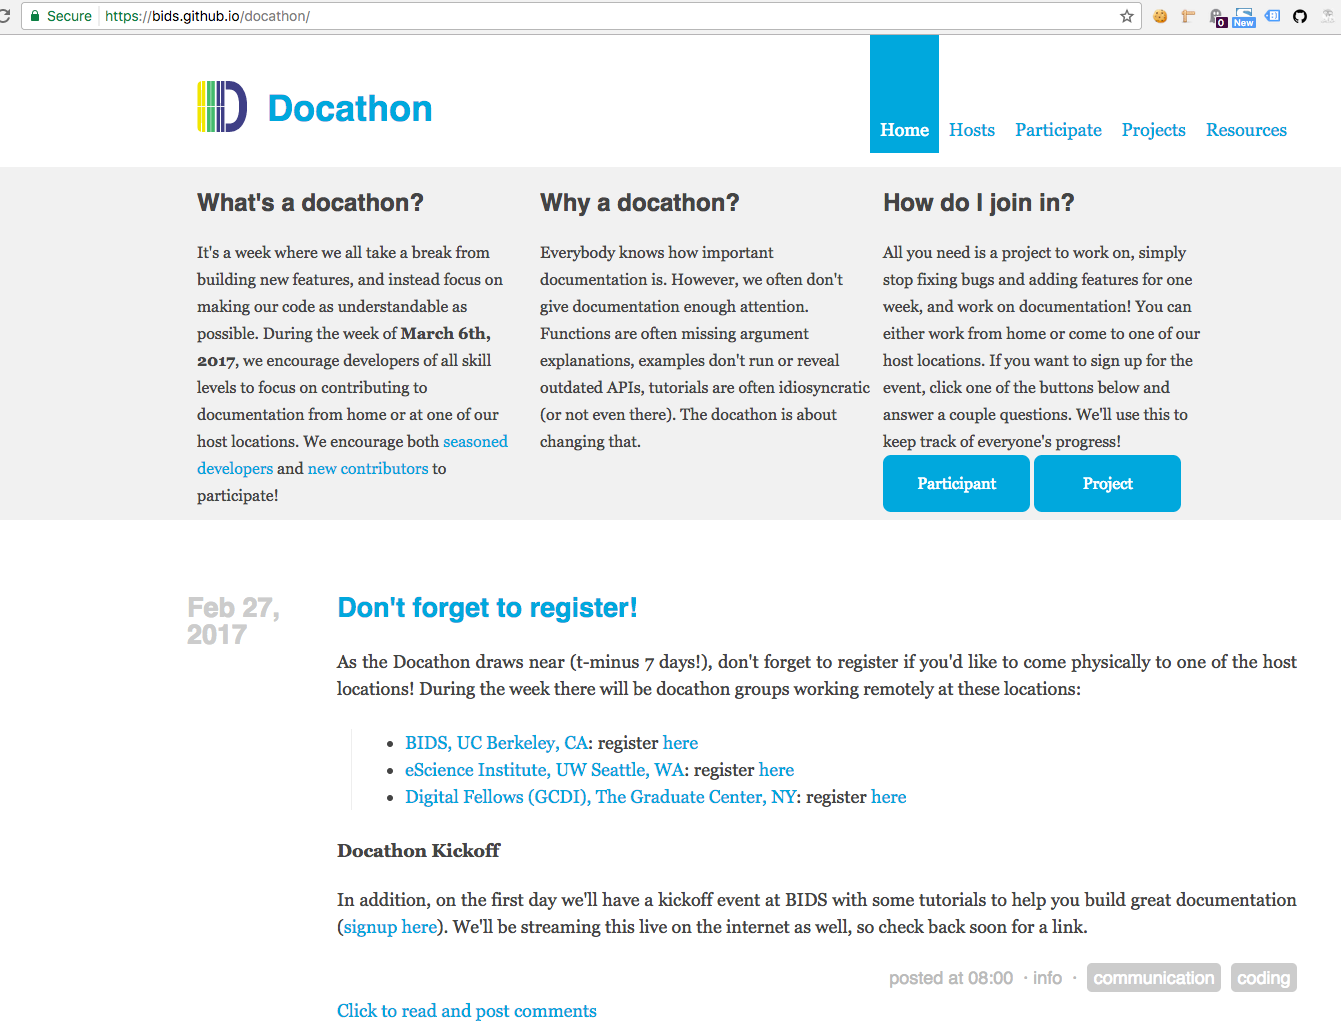 Secure https://bids.github.io/docathon/
0
New
Docathon
Home Hosts Participate Projects Resources
What's a docathon?
It's a week where we all take a break from
building new features, and instead focus on
making our code as understandable as
possible. During the week of March 6th,
2017, we encourage developers of all skill
levels to focus on contributing to
documentation from home or at one of our
host locations. We encourage both seasoned
developers and new contributors to
participate!
Why a docathon?
Everybody knows how important
documentation is. However, we often don't
give documentation enough attention.
Functions are often missing argument
explanations, examples don't run or reveal
outdated APIs, tutorials are often idiosyncratic
(or not even there). The docathon is about
changing that.
How do I join in?
All you need is a project to work on, simply
stop fixing bugs and adding features for one
week, and work on documentation! You can
either work from home or come to one of our
host locations. If you want to sign up for the
event, click one of the buttons below and
answer a couple questions. We'll use this to
keep track of everyone's progress!
Participant Project
Feb 27,
2017
Don't forget to register!
As the Docathon draws near (t-minus 7 days!), don't forget to register if you'd like to come physically to one of the host
locations! During the week there will be docathon groups working remotely at these locations:
• BIDS, UC Berkeley, CA: register here
• eScience Institute, UW Seattle, WA: register here
• Digital Fellows (GCDI), The Graduate Center, NY: register here
Docathon Kickoff
In addition, on the first day we'll have a kickoff event at BIDS with some tutorials to help you build great documentation
(signup here). We'll be streaming this live on the internet as well, so check back soon for a link.
posted at 08:00 · info · communication coding
Click to read and post comments